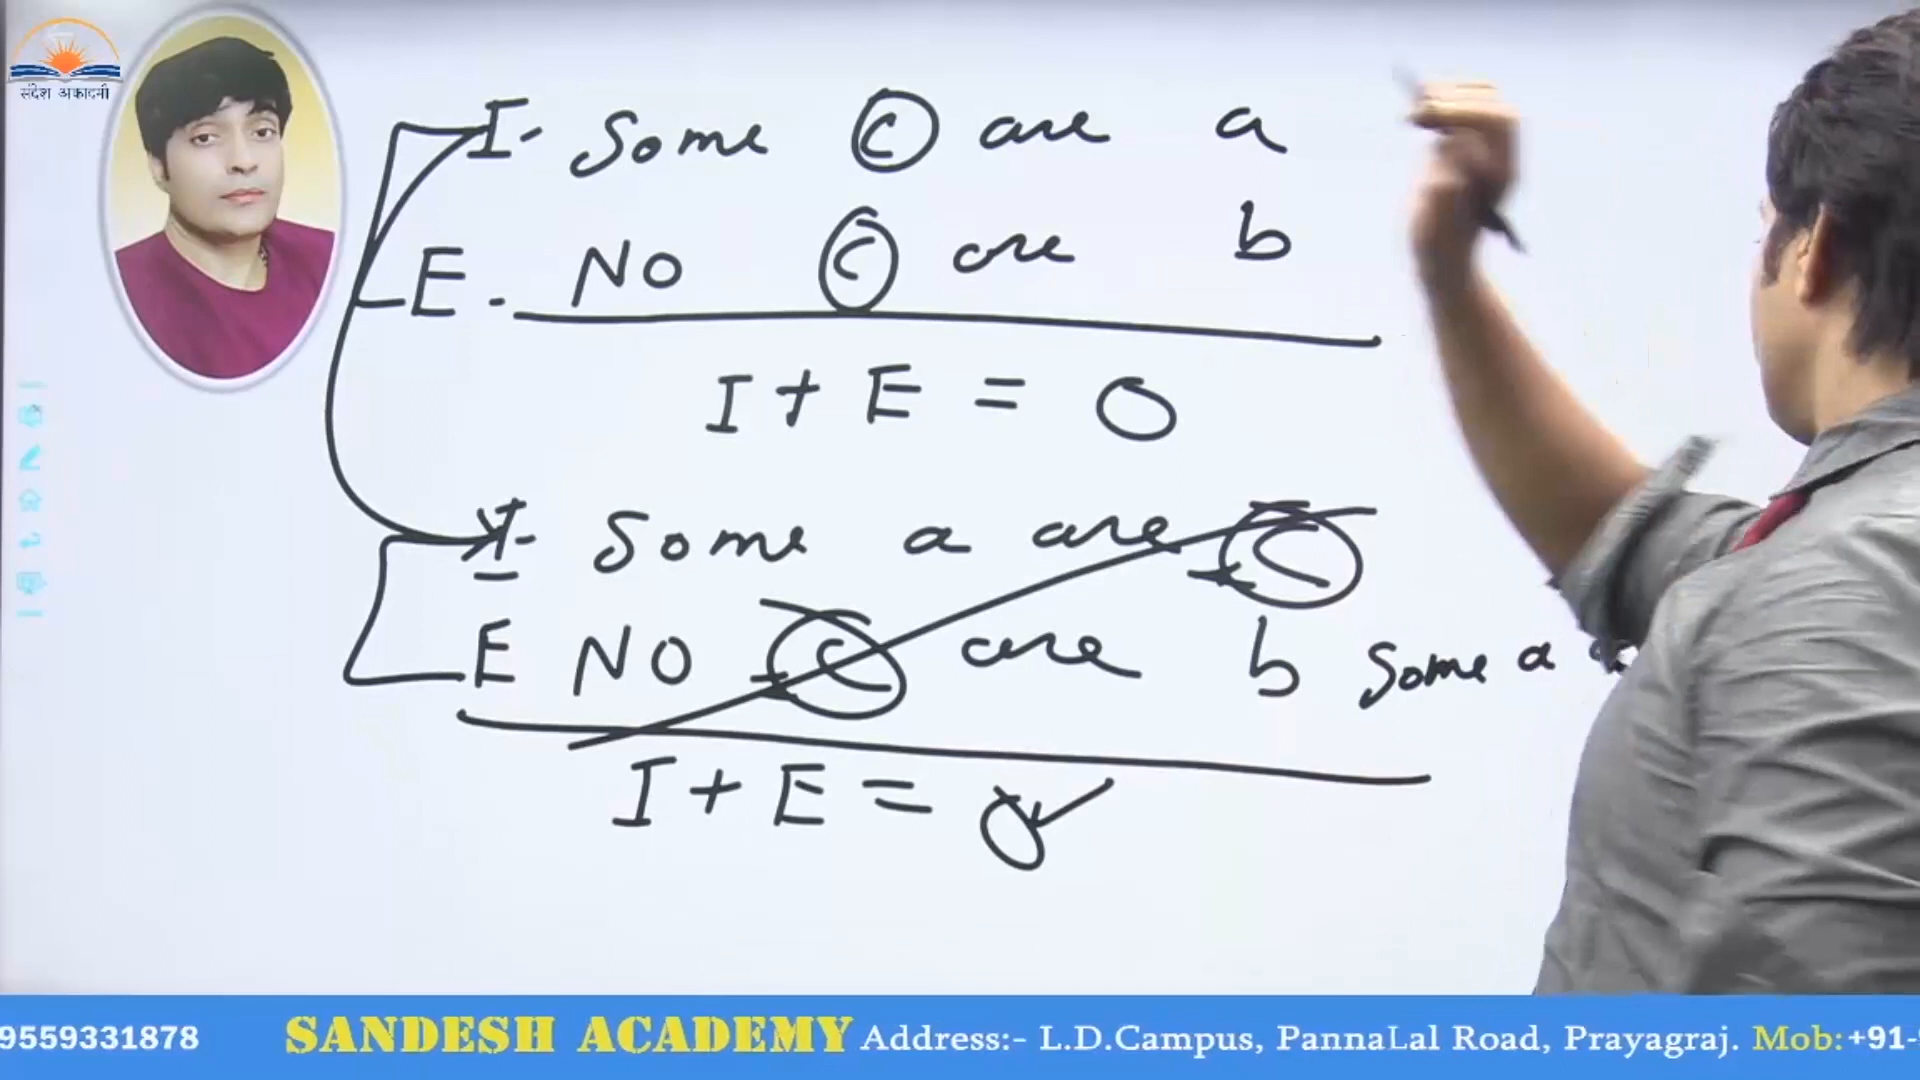 संदेश अकादमी
I- Some C are a
E- NO C are b
I + E = O
I- Some a are C
E NO C are b Some a
I + E = O
9559331878 SANDESH ACADEMY Address:- L.D.Campus, PannaLal Road, Prayagraj. Mob:+91-